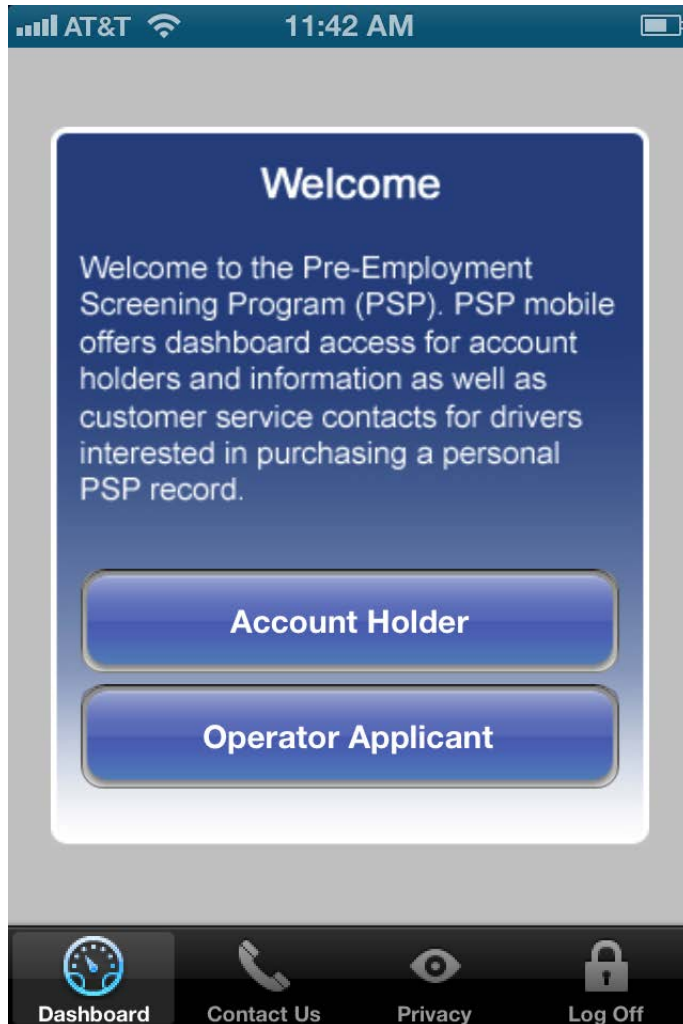 AT&T 11:42 AM
Welcome
Welcome to the Pre-Employment
Screening Program (PSP). PSP mobile
offers dashboard access for account
holders and information as well as
customer service contacts for drivers
interested in purchasing a personal
PSP record.
Account Holder
Operator Applicant
Dashboard Contact Us Privacy Log Off